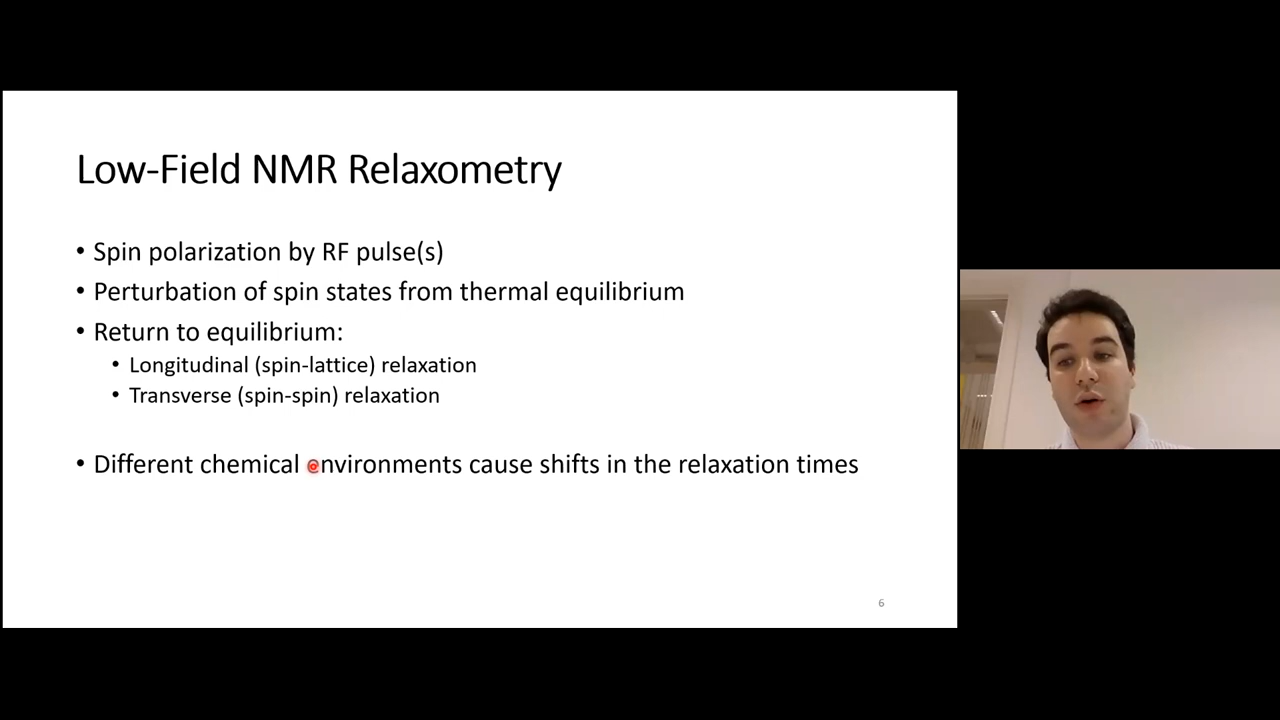 Low-Field NMR Relaxometry
• Spin polarization by RF pulse(s)
• Perturbation of spin states from thermal equilibrium
• Return to equilibrium:
• Longitudinal (spin-lattice) relaxation
• Transverse (spin-spin) relaxation
• Different chemical environments cause shifts in the relaxation times
6